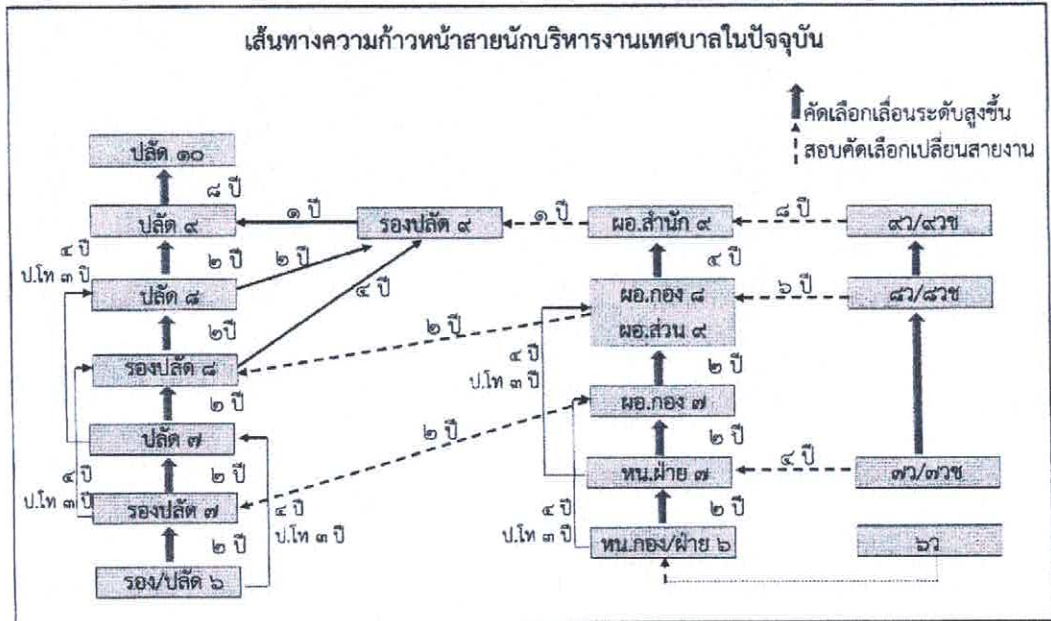 เส้นทางความก้าวหน้าสายนักบริหารงานเทศบาลในปัจจุบัน
คัดเลือกเลื่อนระดับสูงขึ้น
สอบคัดเลือกเปลี่ยนสายงาน
ปลัด ๑๐
๘ ปี
ปลัด ๙
๑ ปี
รองปลัด ๙
๑ ปี
ผอ.สำนัก ๙
๘ ปี
๙ว/๙วช
๔ ปี
ป.โท ๓ ปี
๒ ปี
๒ ปี
๔ ปี
๔ ปี
ปลัด ๘
ผอ.กอง ๘
ผอ.ส่วน ๙
๖ ปี
๘ว/๘วช
๒ปี
๒ ปี
รองปลัด ๘
๔ ปี
ป.โท ๓ ปี
๒ ปี
๒ ปี
ผอ.กอง ๗
ปลัด ๗
๒ ปี
๒ ปี
๔ ปี
ป.โท ๓ ปี
๒ ปี
หน.ฝ่าย ๗
๔ ปี
๗ว/๗วช
รองปลัด ๗
๔ ปี
ป.โท ๓ ปี
๔ ปี
ป.โท ๓ ปี
๒ ปี
๒ ปี
หน.กอง/ฝ่าย ๖
๖ว
รอง/ปลัด ๖